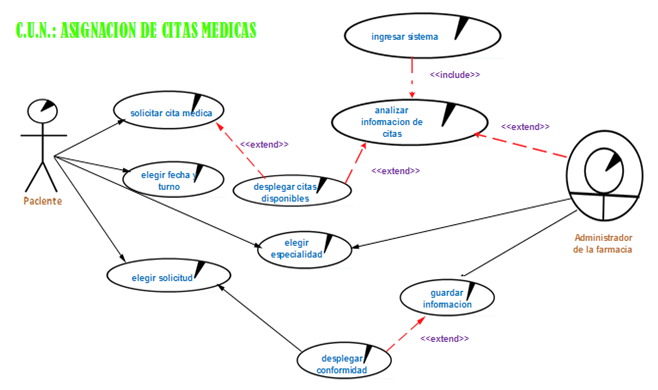 C.U.N.: ASIGNACION DE CITAS MEDICAS
ingresar sistema
<<include>>
solicitar cita medica
analizar
informacion de
citas
<<extend>>
<<extend>>
<<extend>>
elegir fecha y
turno
desplegar citas
disponibles
Paciente
Administrador
de la farmacia
elegir
especialidad
elegir solicitud
guardar
informacion
<<extend>>
desplegar
conformidad